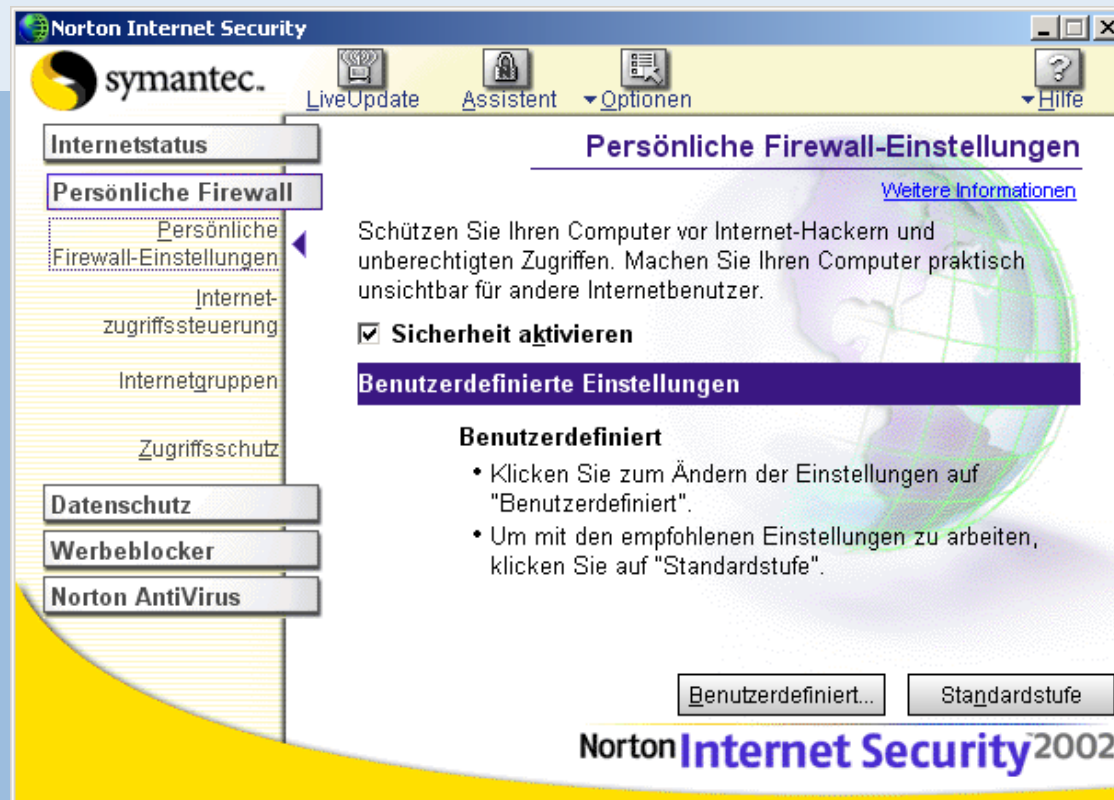 Norton Internet Security
symantec.
LiveUpdate
Assistent
Optionen
Hilfe
Internetstatus
Persönliche Firewall
Persönliche
Firewall-Einstellungen
Internet-
zugriffssteuerung
Internetgruppen
Zugriffsschutz
Datenschutz
Werbeblocker
Norton AntiVirus
Persönliche Firewall-Einstellungen
Weitere Informationen
Schützen Sie Ihren Computer vor Internet-Hackern und
unberechtigten Zugriffen. Machen Sie Ihren Computer praktisch
unsichtbar für andere Internetbenutzer.
Sicherheit aktivieren
Benutzerdefinierte Einstellungen
Benutzerdefiniert
• Klicken Sie zum Ändern der Einstellungen auf
"Benutzerdefiniert".
• Um mit den empfohlenen Einstellungen zu arbeiten,
klicken Sie auf "Standardstufe".
Benutzerdefiniert...
Standardstufe
Norton Internet Security 2002